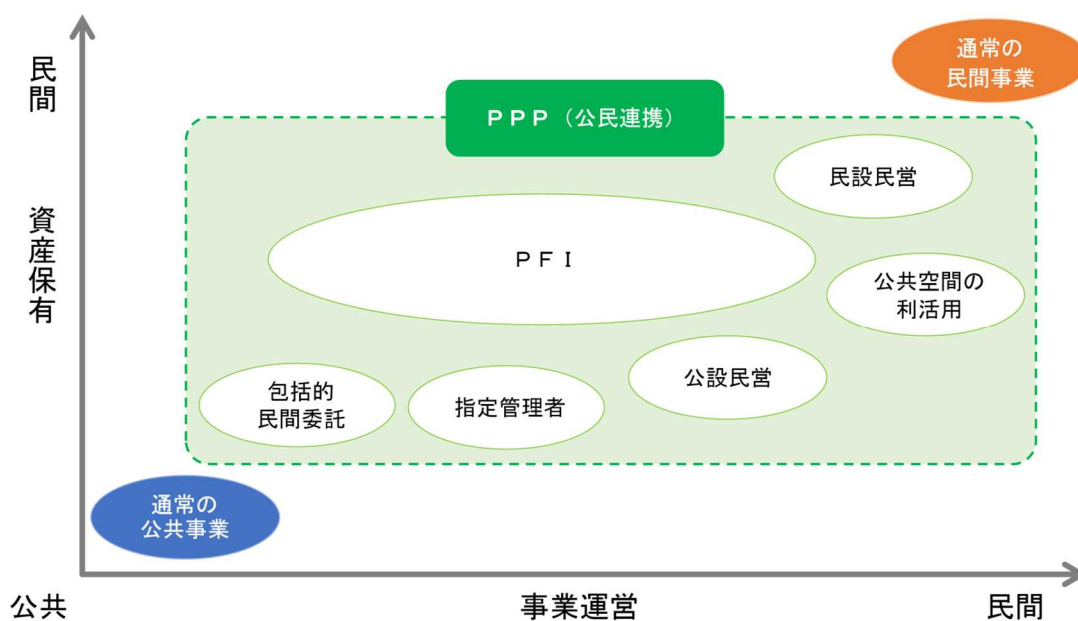 民間
資産保有
通常の
民間事業
ＰＰＰ（公民連携）
民設民営
ＰＦＩ
公共空間の
利活用
公設民営
包括的
民間委託
指定管理者
通常の
公共事業
公共
事業運営
民間